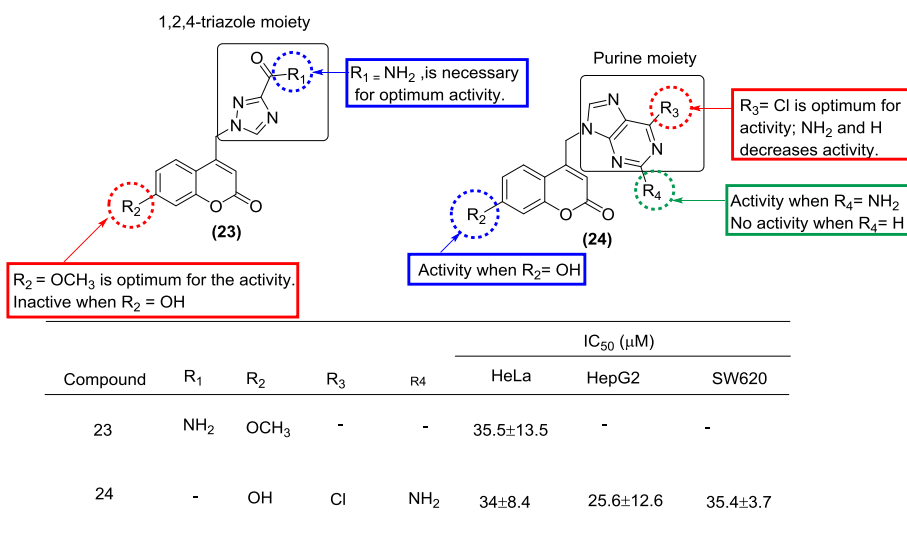 1,2,4-triazole moiety
O
R1
N
N
N
R1 = NH2 ,is necessary
for optimum activity.
R2
O
O
(23)
R2 = OCH3 is optimum for the activity.
Inactive when R2 = OH
Purine moiety
N
N
R3
N
N
R4
R3= Cl is optimum for
activity; NH2 and H
decreases activity.
Activity when R4= NH2
No activity when R4= H
R2
O
O
(24)
Activity when R2= OH
IC50 (μM)
Compound R1 R2 R3 R4 HeLa HepG2 SW620
23 NH2 OCH3 - - 35.5±13.5 - -
24 - OH Cl NH2 34±8.4 25.6±12.6 35.4±3.7